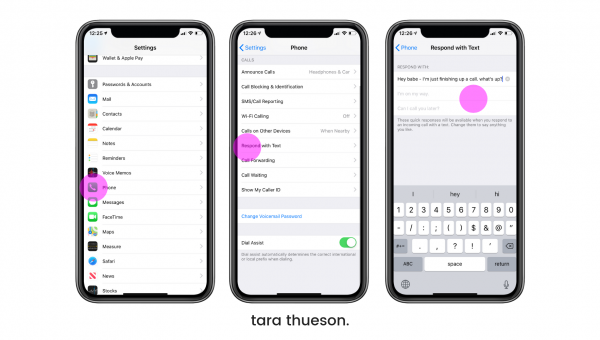 12:25
Settings
Wallet & Apple Pay
Passwords & Accounts
Mail
Contacts
Calendar
Notes
Reminders
Voice Memos
Phone
Messages
FaceTime
Maps
Measure
Safari
News
Stocks
12:26
Settings
Phone
CALLS
Announce Calls Headphones & Car
Call Blocking & Identification
SMS/Call Reporting
Wi-Fi Calling Off
Calls on Other Devices When Nearby
Respond with Text
Call Forwarding
Call Waiting
Show My Caller ID
Change Voicemail Password
Dial Assist
Dial assist automatically determines the correct international or local prefix when dialing.
12:26
Phone
Respond with Text
RESPOND WITH:
Hey babe - I'm just finishing up a call, what's up?
I'm on my way.
Can I call you later?
These quick responses will be available when you respond to
an incoming call with a text. Change them to say anything
you like.
I hey hi
1 2 3 4 5 6 7 8 9 0
- / : ; ( ) $ & @ "
#+= . , ? ! '
ABC space return
tara thueson.